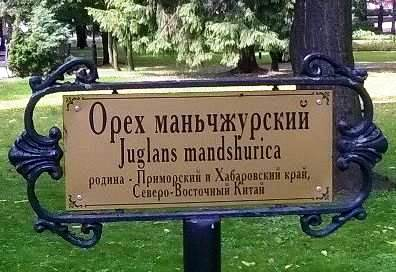 Орех маньчжурский
Juglans mandshurica
родина - Приморский и Хабаровский край,
Северо-Восточный Китай